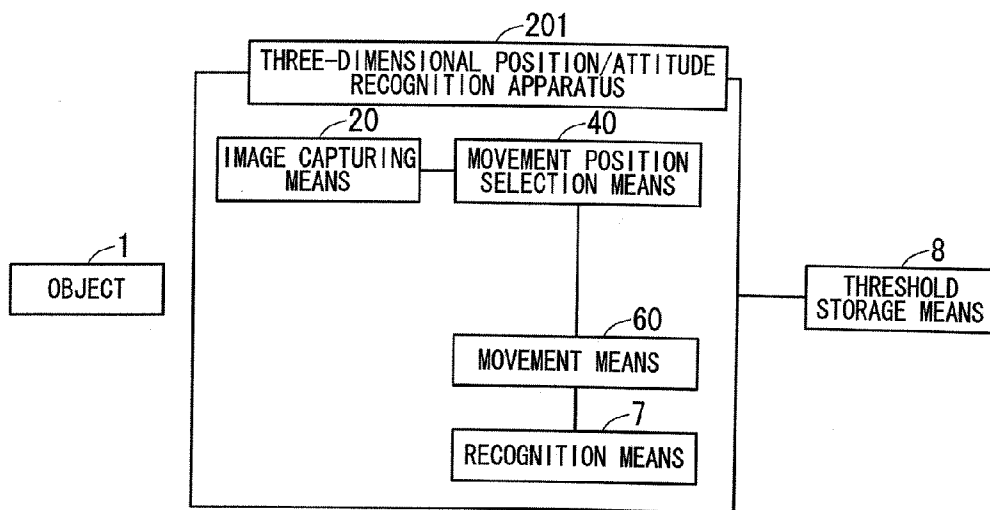 201
THREE-DIMENSIONAL POSITION/ATTITUDE
RECOGNITION APPARATUS
20
IMAGE CAPTURING
MEANS
40
MOVEMENT POSITION
SELECTION MEANS
1
OBJECT
8
THRESHOLD
STORAGE MEANS
60
MOVEMENT MEANS
7
RECOGNITION MEANS